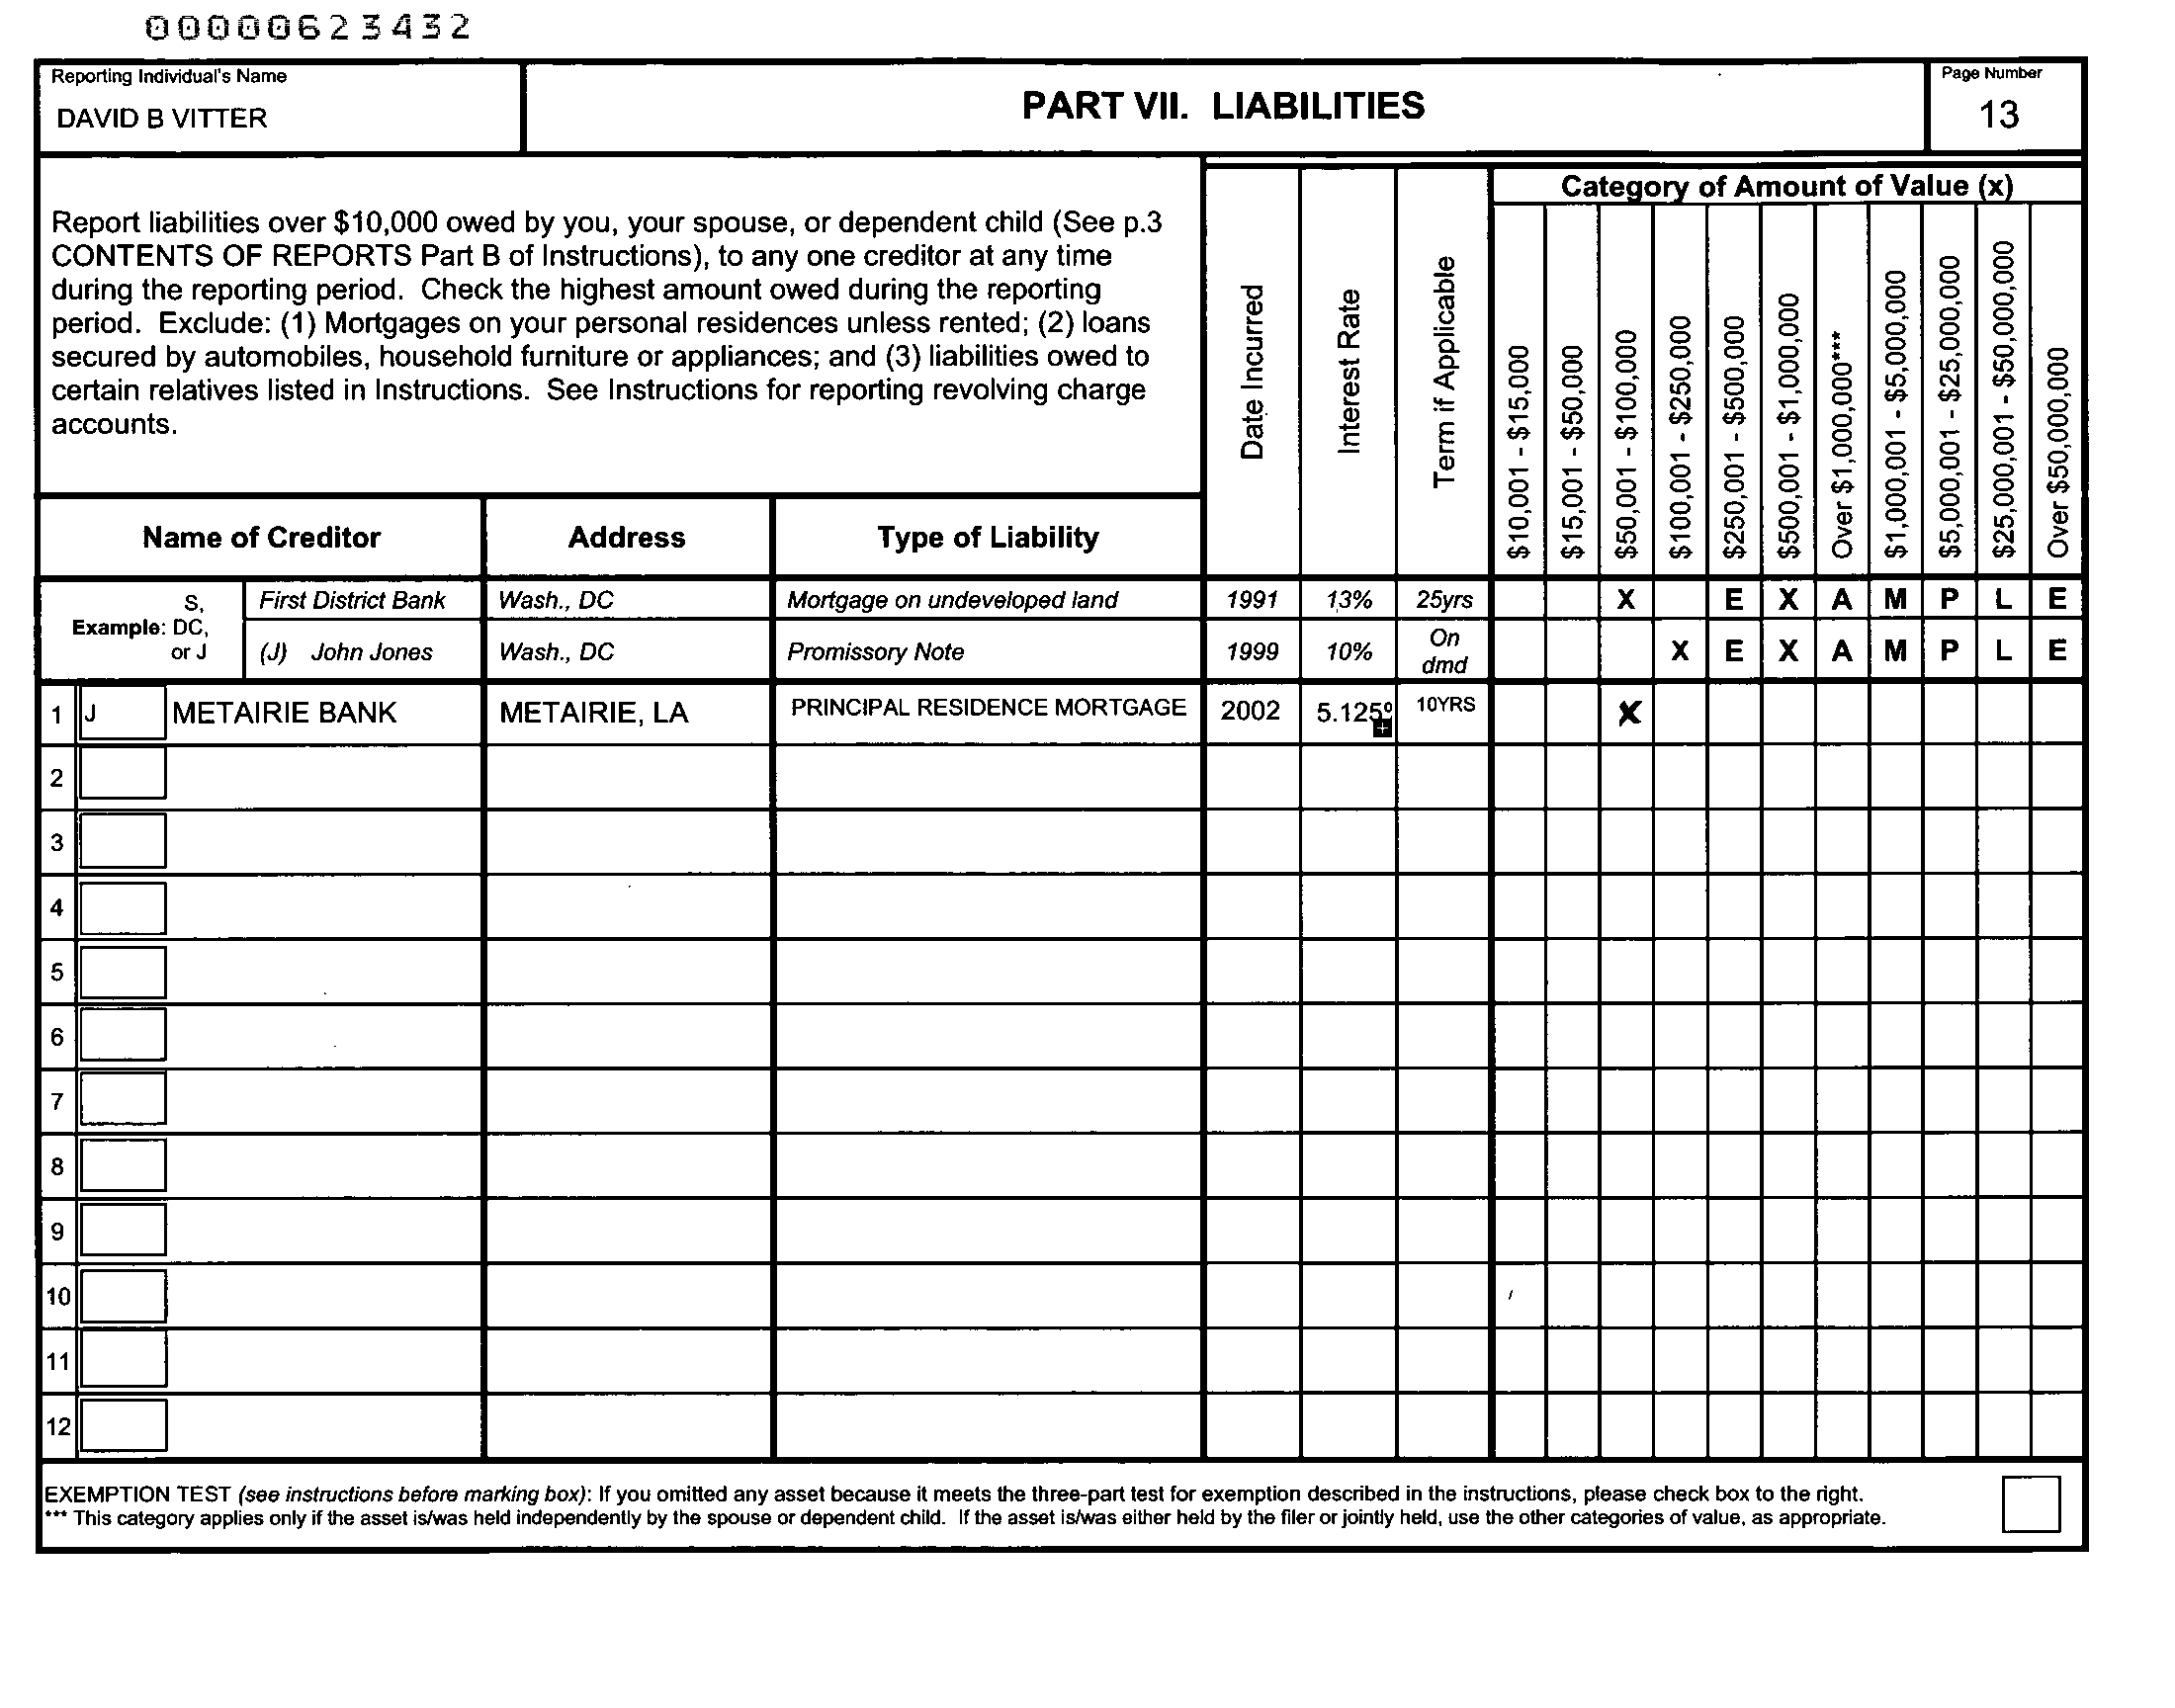 00000623432
Reporting Individual's Name
DAVID B VITTER
PART VII. LIABILITIES
Page Number
13
Report liabilities over $10,000 owed by you, your spouse, or dependent child (See p.3
CONTENTS OF REPORTS Part B of Instructions), to any one creditor at any time
during the reporting period. Check the highest amount owed during the reporting
period. Exclude: (1) Mortgages on your personal residences unless rented; (2) loans
secured by automobiles, household furniture or appliances; and (3) liabilities owed to
certain relatives listed in Instructions. See Instructions for reporting revolving charge
accounts.
Date Incurred
Interest Rate
Term if Applicable
Category of Amount of Value (x)
$10,001 - $15,000
$15,001 - $50,000
$50,001 - $100,000
$100,001 - $250,000
$250,001 - $500,000
$500,001 - $1,000,000
Over $1,000,000***
$1,000,001 - $5,000,000
$5,000,001 - $25,000,000
$25,000,001 - $50,000,000
Over $50,000,000
Name of Creditor Address Type of Liability
Example: S, DC, or J
First District Bank Wash., DC Mortgage on undeveloped land 1991 13% 25yrs X E X A M P L E
(J) John Jones Wash., DC Promissory Note 1999 10% On dmd X E X A M P L E
1 J METAIRIE BANK METAIRIE, LA PRINCIPAL RESIDENCE MORTGAGE 2002 5.125 10YRS X
2
3
4
5
6
7
8
9
10
11
12
EXEMPTION TEST (see instructions before marking box): If you omitted any asset because it meets the three-part test for exemption described in the instructions, please check box to the right.
*** This category applies only if the asset is/was held independently by the spouse or dependent child. If the asset is/was either held by the filer or jointly held, use the other categories of value, as appropriate.